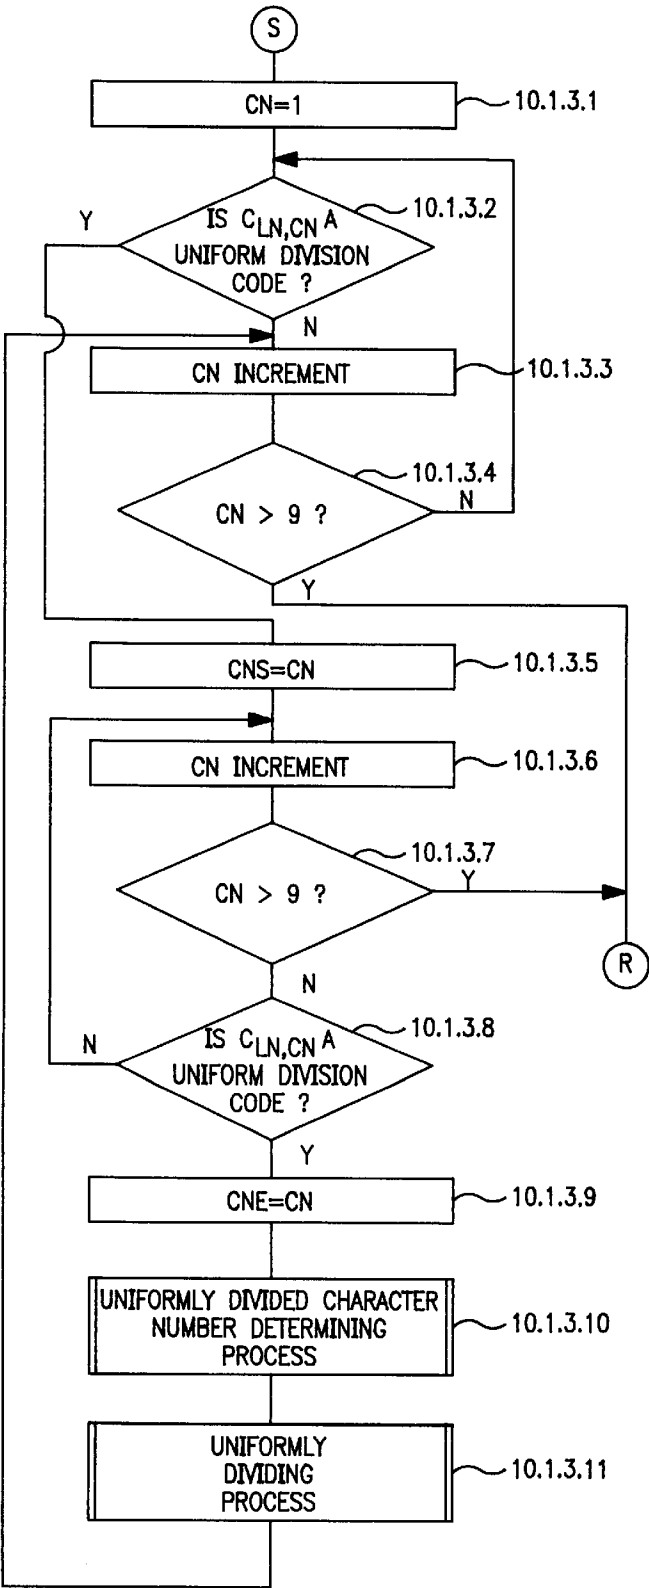 S
CN=1
10.1.3.1
10.1.3.2
Y
IS C_LN,CN A
UNIFORM DIVISION
CODE ?
N
CN INCREMENT
10.1.3.3
10.1.3.4
CN > 9 ?
N
Y
CNS=CN
10.1.3.5
CN INCREMENT
10.1.3.6
10.1.3.7
CN > 9 ?
Y
R
N
10.1.3.8
N
IS C_LN,CN A
UNIFORM DIVISION
CODE ?
Y
CNE=CN
10.1.3.9
UNIFORMLY DIVIDED CHARACTER
NUMBER DETERMINING
PROCESS
10.1.3.10
UNIFORMLY
DIVIDING
PROCESS
10.1.3.11